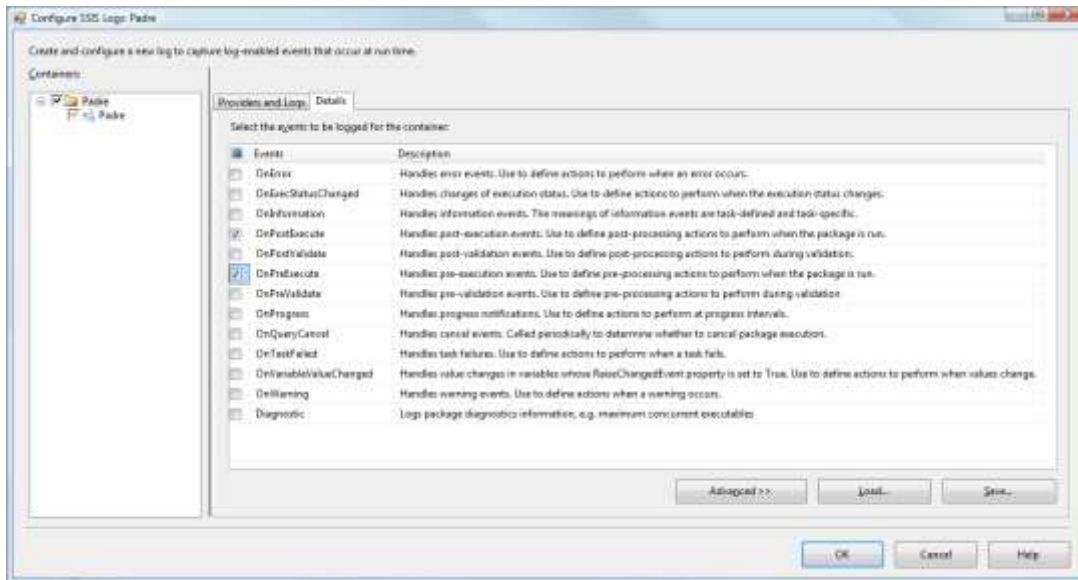 Configure SSIS Logs: Padre
Create and configure a new log to capture log-enabled events that occur at run time.
Containers:
Padre
Padre
Providers and Logs Details
Select the events to be logged for the container:
Events Description
OnError Handles error events. Use to define actions to perform when an error occurs.
OnExecStatusChanged Handles changes of execution status. Use to define actions to perform when the execution status changes.
OnInformation Handles information events. The meanings of information events are task-defined and task-specific.
OnPostExecute Handles post-execution events. Use to define post-processing actions to perform when the package is run.
OnPostValidate Handles post-validation events. Use to define post-processing actions to perform during validation.
OnPreExecute Handles pre-execution events. Use to define pre-processing actions to perform when the package is run.
OnPreValidate Handles pre-validation events. Use to define pre-processing actions to perform during validation
OnProgress Handles progress notifications. Use to define actions to perform at progress intervals.
OnQueryCancel Handles cancel events. Called periodically to determine whether to cancel package execution.
OnTaskFailed Handles task failures. Use to define actions to perform when a task fails.
OnVariableValueChanged Handles value changes in variables whose RaiseChangedEvent property is set to True. Use to define actions to perform when values change.
OnWarning Handles warning events. Use to define actions when a warning occurs.
Diagnostic Logs package diagnostics information, e.g. maximum concurrent executables
Advanced >> Load... Save...
OK Cancel Help